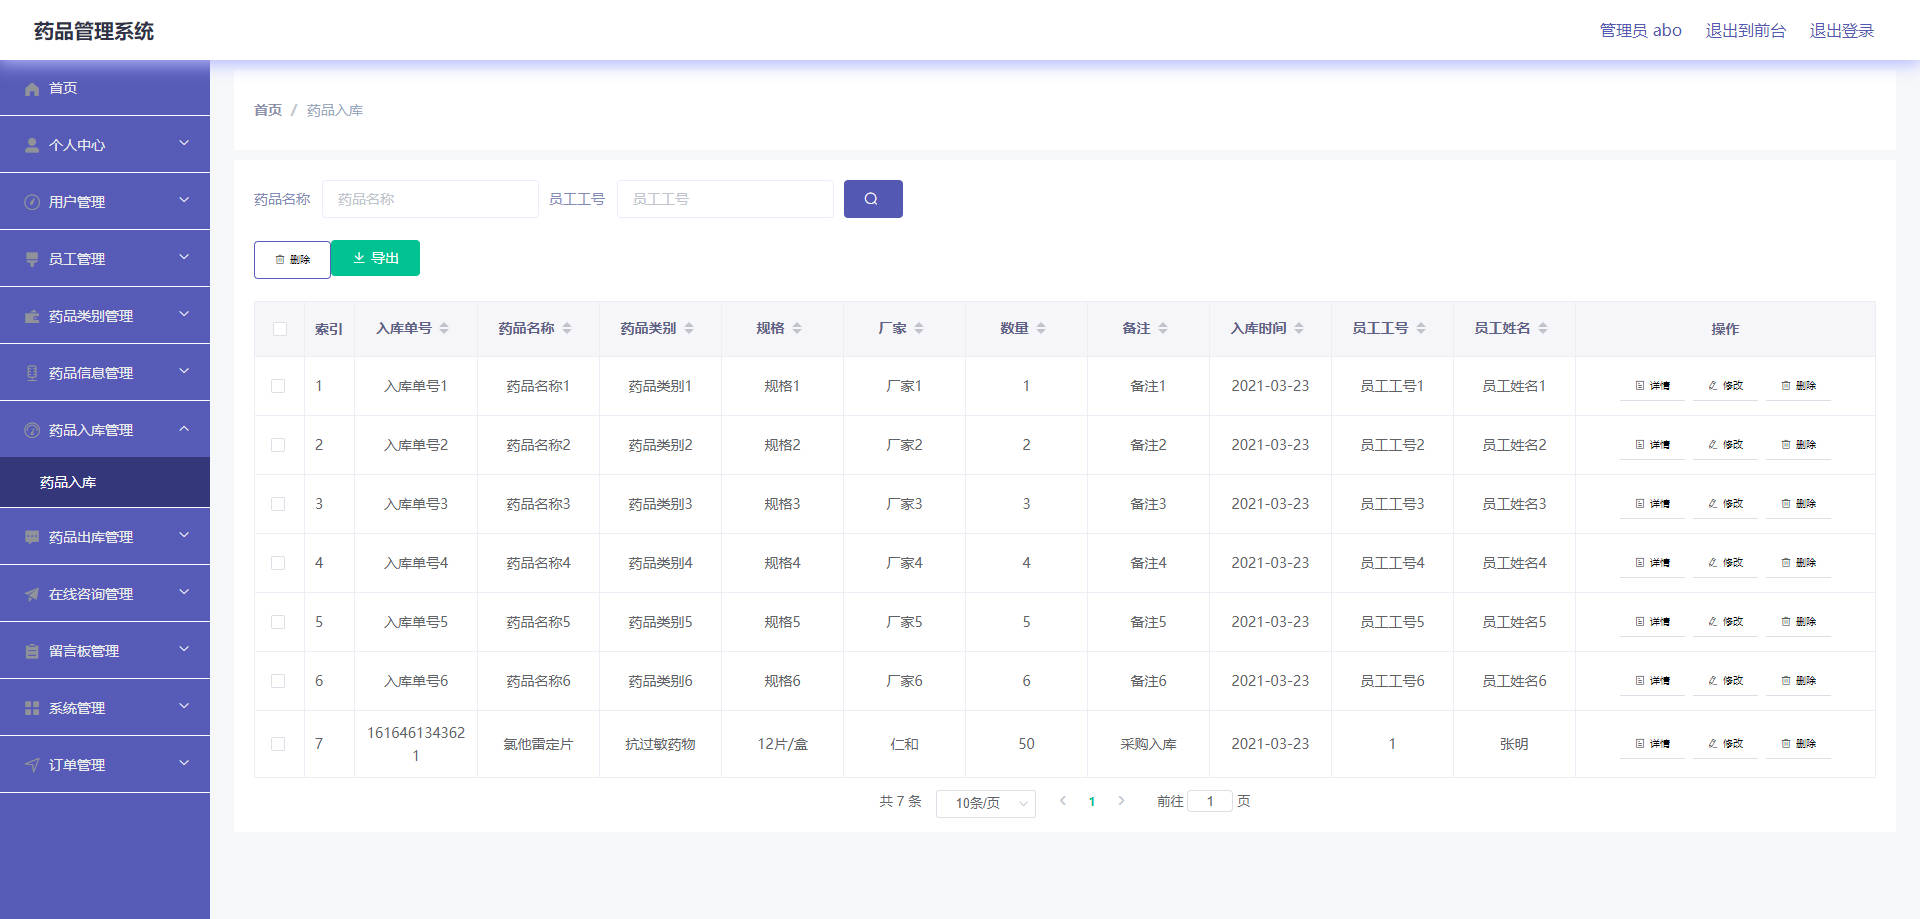 药品管理系统
管理员 abo 退出到前台 退出登录
首页
个人中心
用户管理
员工管理
药品类别管理
药品信息管理
药品入库管理
药品入库
药品出库管理
在线咨询管理
留言板管理
系统管理
订单管理
首页 / 药品入库
药品名称 药品名称 员工工号 员工工号
删除 导出
索引 入库单号 药品名称 药品类别 规格 厂家 数量 备注 入库时间 员工工号 员工姓名 操作
1 入库单号1 药品名称1 药品类别1 规格1 厂家1 1 备注1 2021-03-23 员工工号1 员工姓名1 详情 修改 删除
2 入库单号2 药品名称2 药品类别2 规格2 厂家2 2 备注2 2021-03-23 员工工号2 员工姓名2 详情 修改 删除
3 入库单号3 药品名称3 药品类别3 规格3 厂家3 3 备注3 2021-03-23 员工工号3 员工姓名3 详情 修改 删除
4 入库单号4 药品名称4 药品类别4 规格4 厂家4 4 备注4 2021-03-23 员工工号4 员工姓名4 详情 修改 删除
5 入库单号5 药品名称5 药品类别5 规格5 厂家5 5 备注5 2021-03-23 员工工号5 员工姓名5 详情 修改 删除
6 入库单号6 药品名称6 药品类别6 规格6 厂家6 6 备注6 2021-03-23 员工工号6 员工姓名6 详情 修改 删除
7 161646134362
1 氯他雷定片 抗过敏药物 12片/盒 仁和 50 采购入库 2021-03-23 1 张明 详情 修改 删除
共 7 条 10条/页 1 前往 1 页